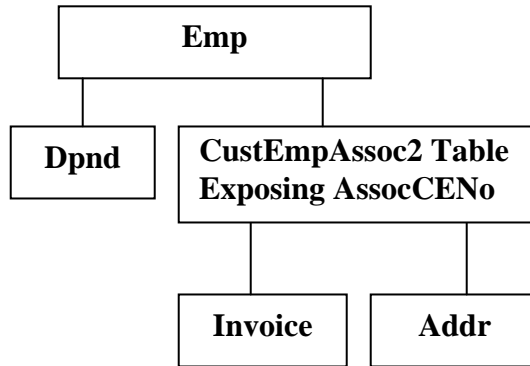 Emp
Dpnd
CustEmpAssoc2 Table
Exposing AssocCENo
Invoice
Addr